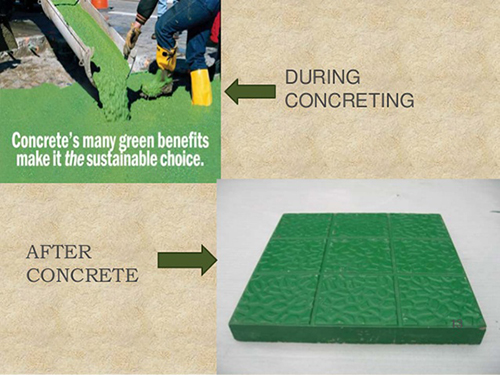 DURING
CONCRETING
Concrete's many green benefits
make it the sustainable choice.
AFTER
CONCRETE